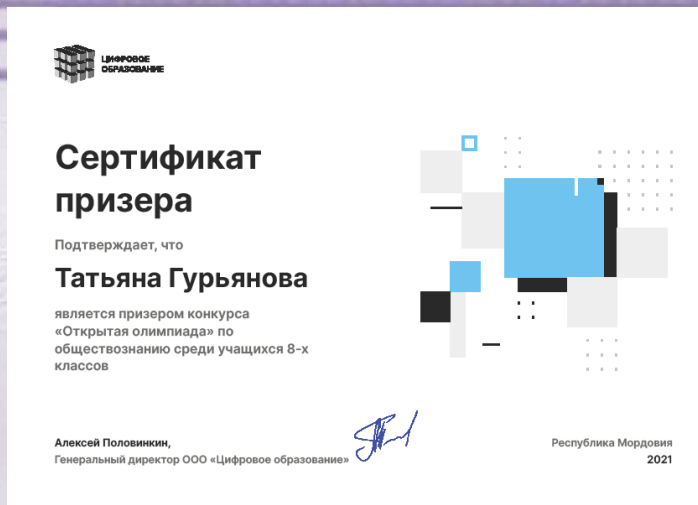 ЦИФРОВОЕ
ОБРАЗОВАНИЕ
Сертификат
призера
Подтверждает, что
Татьяна Гурьянова
является призером конкурса
«Открытая олимпиада» по
обществознанию среди учащихся 8-х
классов
Алексей Половинкин,
Генеральный директор ООО «Цифровое образование»
Республика Мордовия
2021